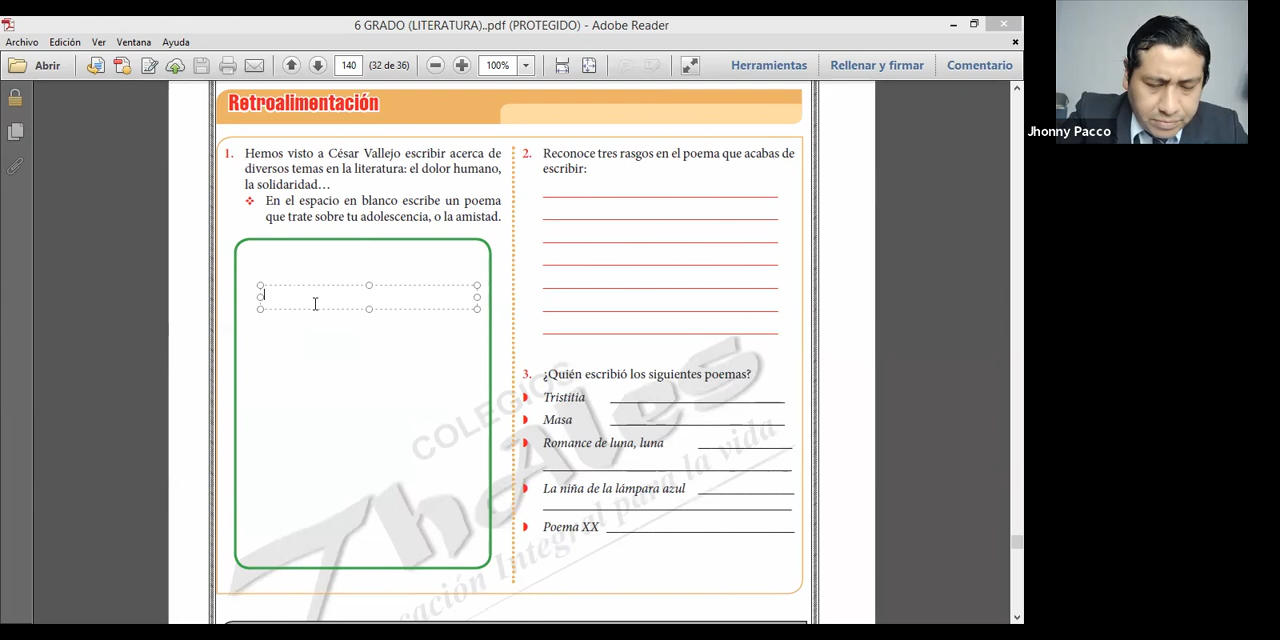 6 GRADO (LITERATURA)..pdf (PROTEGIDO) - Adobe Reader
Archivo Edición Ver Ventana Ayuda
Abrir 140 (32 de 36) 100% Herramientas Rellenar y firmar Comentario
Jhonny Pacco
Retroalimentación
1. Hemos visto a César Vallejo escribir acerca de
diversos temas en la literatura: el dolor humano,
la solidaridad…
❖ En el espacio en blanco escribe un poema
que trate sobre tu adolescencia, o la amistad.
2. Reconoce tres rasgos en el poema que acabas de
escribir:
3. ¿Quién escribió los siguientes poemas?
Tristitia
Masa
Romance de luna, luna
La niña de la lámpara azul
Poema XX
COLEGIOS
Thales
cación Integral para la vida